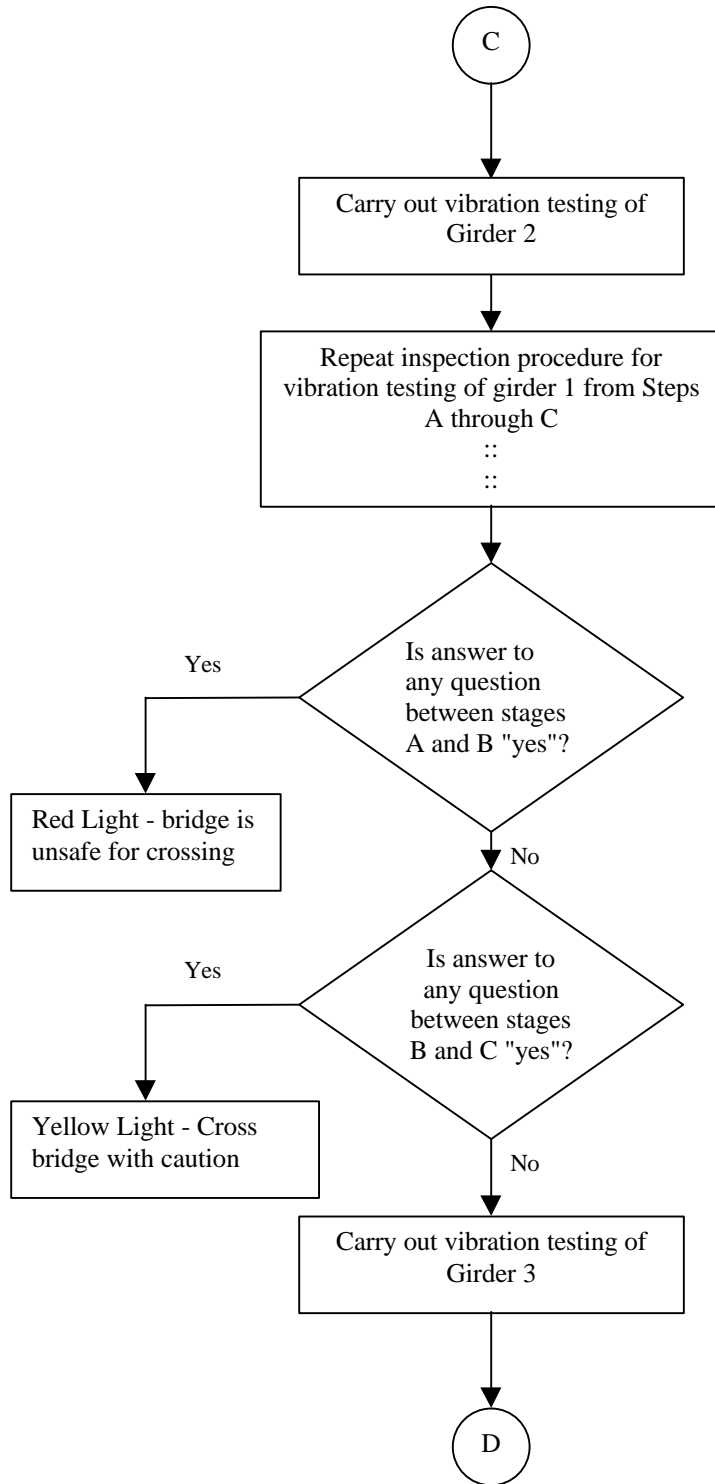 C
Carry out vibration testing of
Girder 2
Repeat inspection procedure for
vibration testing of girder 1 from Steps
A through C
::
::
Is answer to
any question
between stages
A and B "yes"?
Yes
Red Light - bridge is
unsafe for crossing
No
Is answer to
any question
between stages
B and C "yes"?
Yes
Yellow Light - Cross
bridge with caution
No
Carry out vibration testing of
Girder 3
D